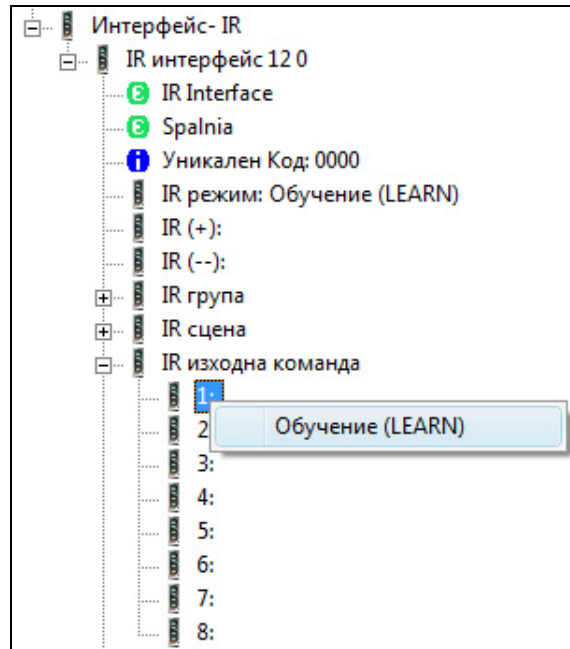 Интерфейс- IR
IR интерфейс 12 0
IR Interface
Spalnia
Уникален Код: 0000
IR режим: Обучение (LEARN)
IR (+):
IR (--):
IR група
IR сцена
IR изходна команда
1:
Обучение (LEARN)
2
3:
4:
5:
6:
7:
8: